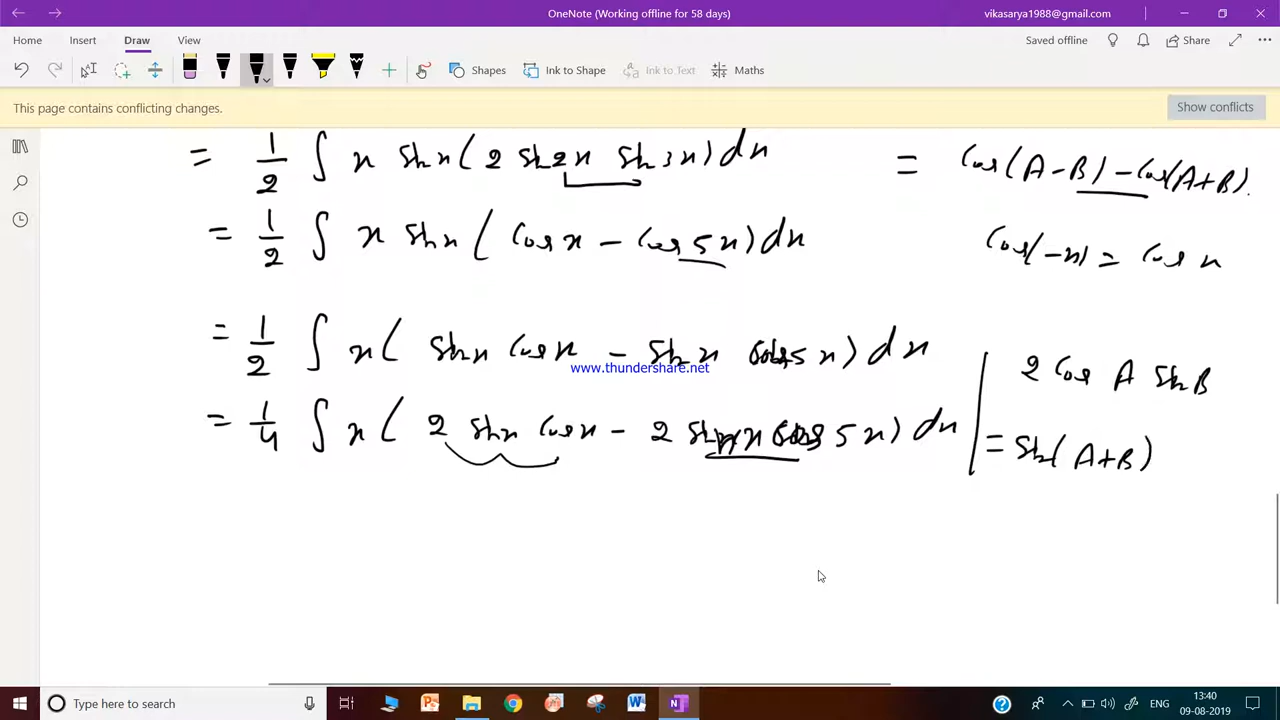 OneNote (Working offline for 58 days)
vikasarya1988@gmail.com
Home Insert Draw View
Saved offline Share
Shapes Ink to Shape Ink to Text Maths
This page contains conflicting changes.
Show conflicts
= 1/2 ∫ x sin x (2 sin 2x sin 3x) dx
= cos(A-B) - cos(A+B).
= 1/2 ∫ x sin x (cos x - cos 5x) dx
cos(-x) = cos x
= 1/2 ∫ x (sin x cos x - sin x cos 5x) dx
www.thundershare.net
2 cos A sin B
= 1/4 ∫ x (2 sin x cos x - 2 sin x cos 5x) dx
= sin(A+B)
Type here to search
ENG
13:40
09-08-2019